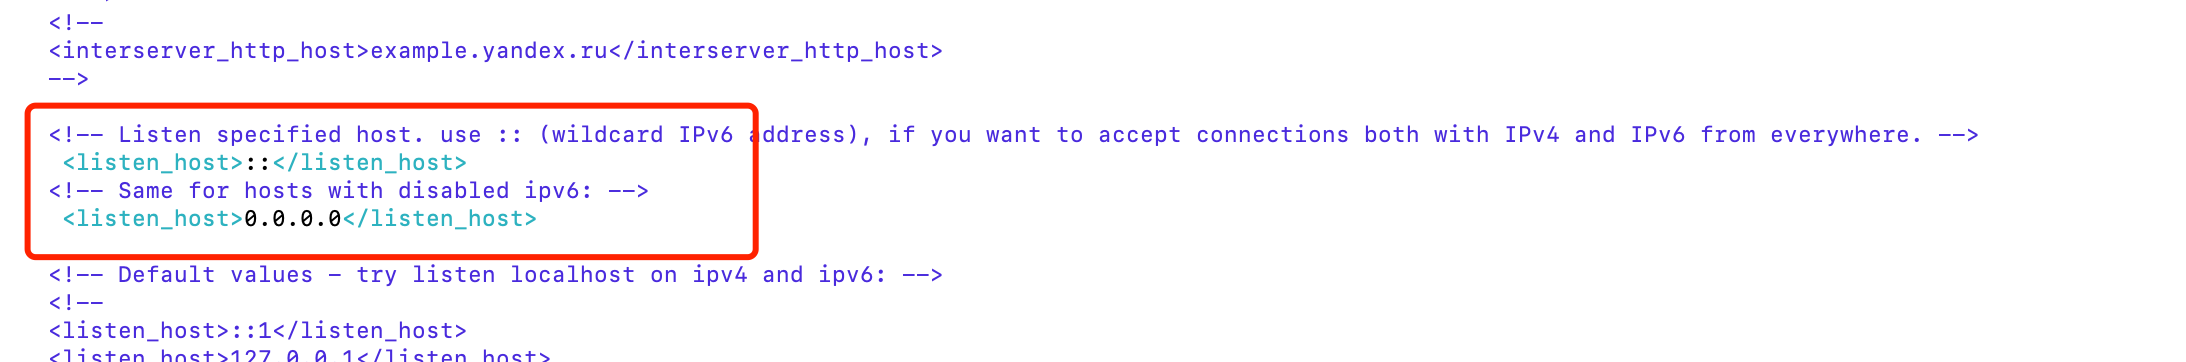 <!--
<interserver_http_host>example.yandex.ru</interserver_http_host>
-->
<!-- Listen specified host. use :: (wildcard IPv6 address), if you want to accept connections both with IPv4 and IPv6 from everywhere. -->
<listen_host>::</listen_host>
<!-- Same for hosts with disabled ipv6: -->
<listen_host>0.0.0.0</listen_host>
<!-- Default values - try listen localhost on ipv4 and ipv6: -->
<!--
<listen_host>::1</listen_host>
<listen_host>127.0.0.1</listen_host>